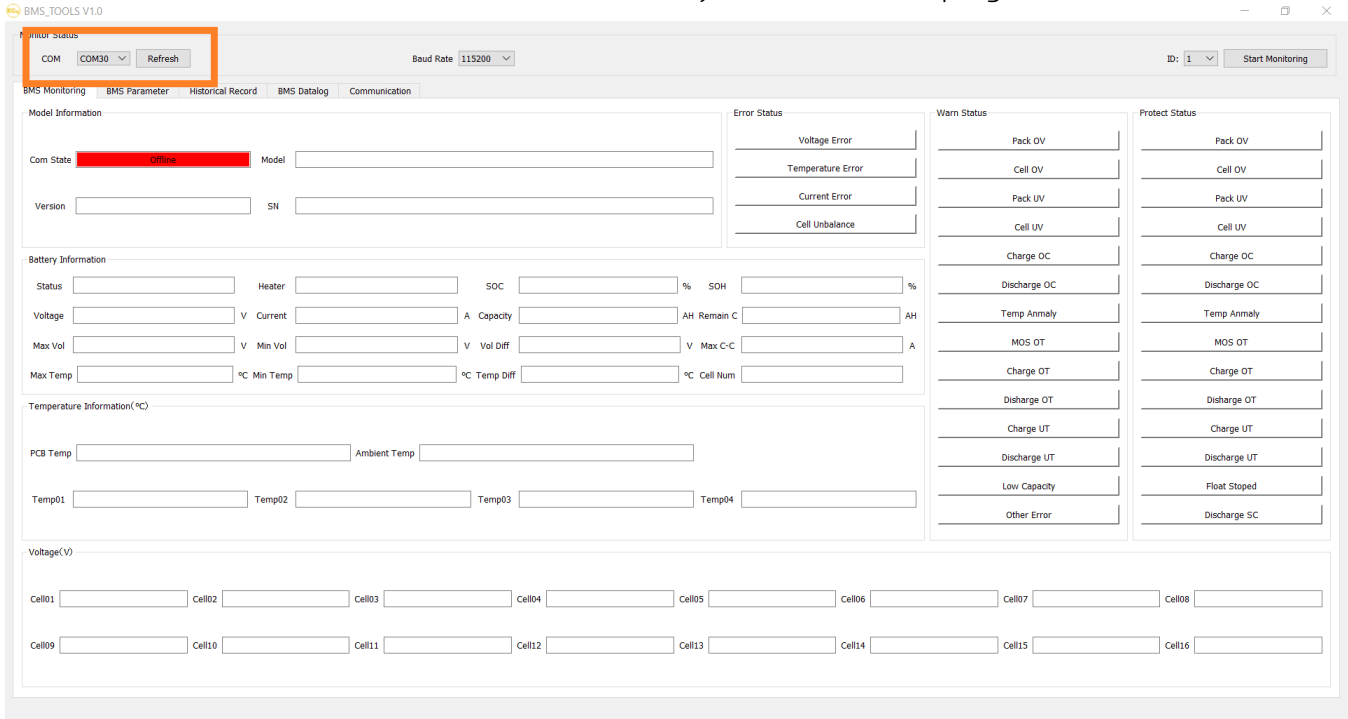 BMS_TOOLS V1.0
COM COM30 Refresh Baud Rate 115200 ID: 1 Start Monitoring
BMS Monitoring BMS Parameter Historical Record BMS Datalog Communication
Model Information Error Status Warn Status Protect Status
Voltage Error Pack OV Pack OV
Com State Offline Model Temperature Error Cell OV Cell OV
Current Error Pack UV Pack UV
Version SN
Cell Unbalance Cell UV Cell UV
Battery Information Charge OC Charge OC
Status Heater SOC % SOH % Discharge OC Discharge OC
Voltage V Current A Capacity AH Remain C AH Temp Anmaly Temp Anmaly
Max Vol V Min Vol V Vol Diff V Max C-C A MOS OT MOS OT
Max Temp ºC Min Temp ºC Temp Diff ºC Cell Num Charge OT Charge OT
Temperature Information(ºC) Disharge OT Disharge OT
Charge UT Charge UT
PCB Temp Ambient Temp Discharge UT Discharge UT
Low Capacity Float Stoped
Temp01 Temp02 Temp03 Temp04
Other Error Discharge SC
Voltage(V)
Cell01 Cell02 Cell03 Cell04 Cell05 Cell06 Cell07 Cell08
Cell09 Cell10 Cell11 Cell12 Cell13 Cell14 Cell15 Cell16